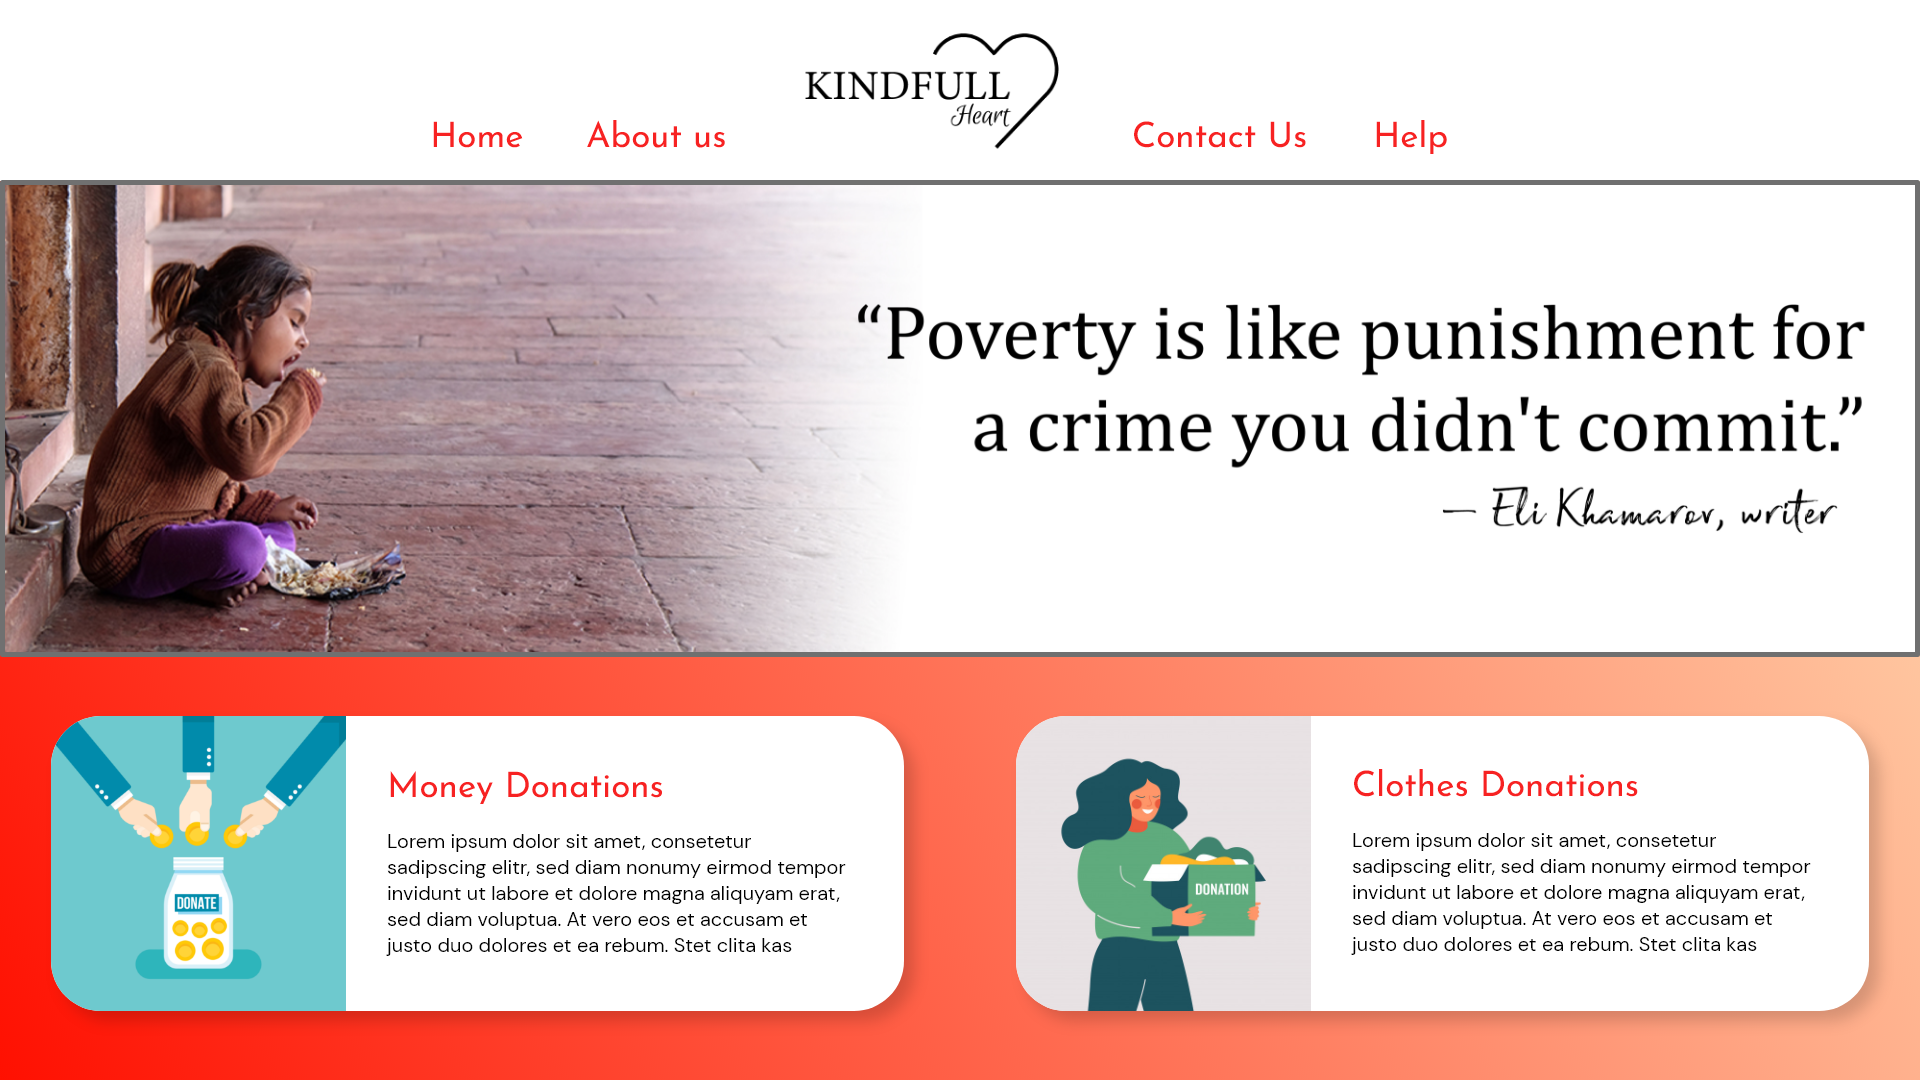 KINDFULL
Heart
Home
About us
Contact Us
Help
“Poverty is like punishment for
a crime you didn't commit.”
— Eli Khamarov, writer
DONATE
Money Donations
Lorem ipsum dolor sit amet, consetetur
sadipscing elitr, sed diam nonumy eirmod tempor
invidunt ut labore et dolore magna aliquyam erat,
sed diam voluptua. At vero eos et accusam et
justo duo dolores et ea rebum. Stet clita kas
DONATION
Clothes Donations
Lorem ipsum dolor sit amet, consetetur
sadipscing elitr, sed diam nonumy eirmod tempor
invidunt ut labore et dolore magna aliquyam erat,
sed diam voluptua. At vero eos et accusam et
justo duo dolores et ea rebum. Stet clita kas